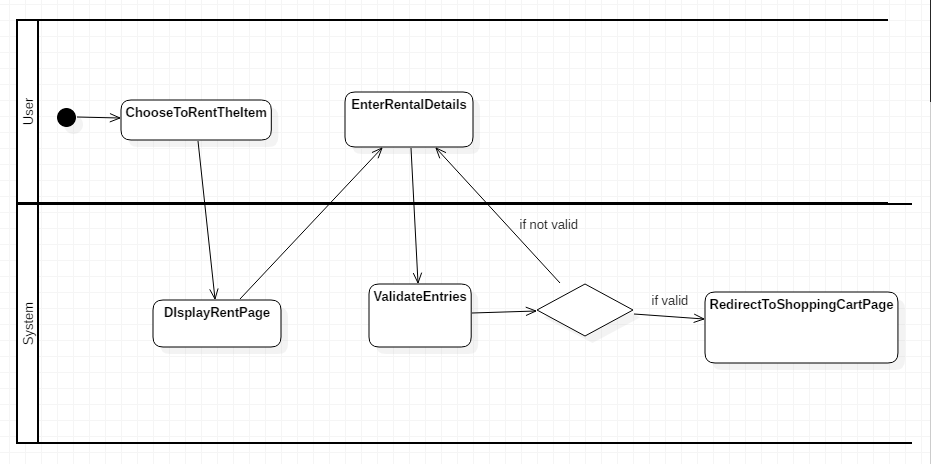 User
ChooseToRentTheItem
EnterRentalDetails
if not valid
System
DIsplayRentPage
ValidateEntries
if valid
RedirectToShoppingCartPage